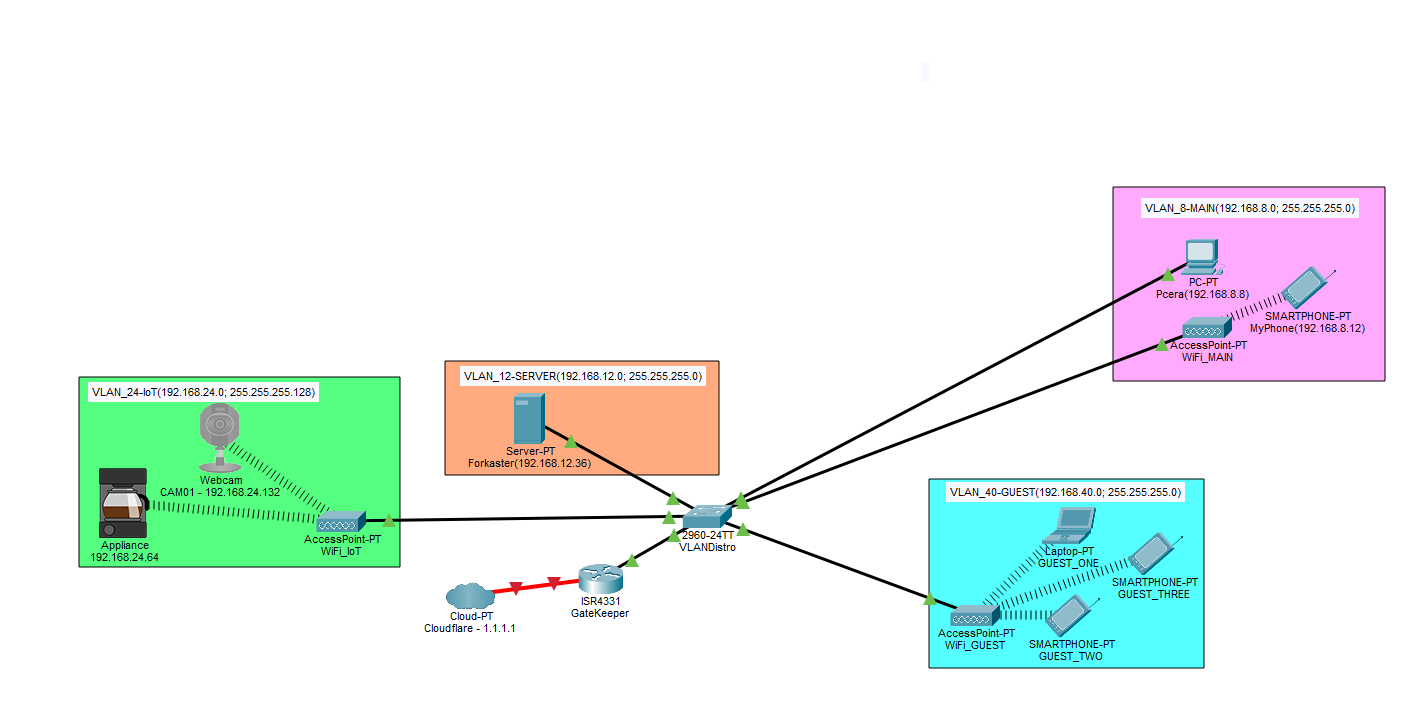 VLAN_8-MAIN(192.168.8.0; 255.255.255.0)
PC-PT
Pcera(192.168.8.8)
SMARTPHONE-PT
MyPhone(192.168.8.12)
AccessPoint-PT
WiFi_MAIN
VLAN_12-SERVER(192.168.12.0; 255.255.255.0)
Server-PT
Forkaster(192.168.12.36)
VLAN_24-IoT(192.168.24.0; 255.255.255.128)
Webcam
CAM01 - 192.168.24.132
Appliance
192.168.24.64
AccessPoint-PT
WiFi_IoT
2960-24TT
VLANDistro
ISR4331
GateKeeper
Cloud-PT
Cloudflare - 1.1.1.1
VLAN_40-GUEST(192.168.40.0; 255.255.255.0)
Laptop-PT
GUEST_ONE
SMARTPHONE-PT
GUEST_THREE
AccessPoint-PT
WiFi_GUEST
SMARTPHONE-PT
GUEST_TWO